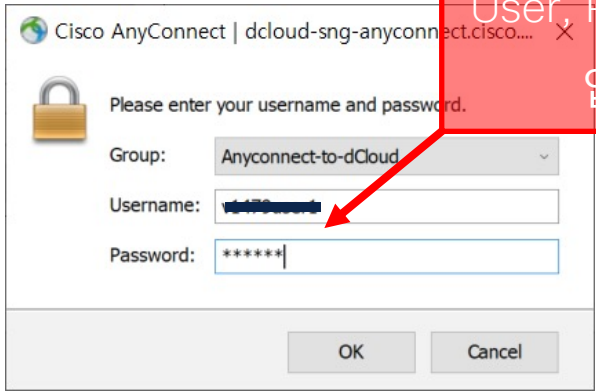 User,
Cisco AnyConnect | dcloud-sng-anyconnect.cisco....
Please enter your username and password.
Group: Anyconnect-to-dCloud
Username:
Password: ******
OK Cancel